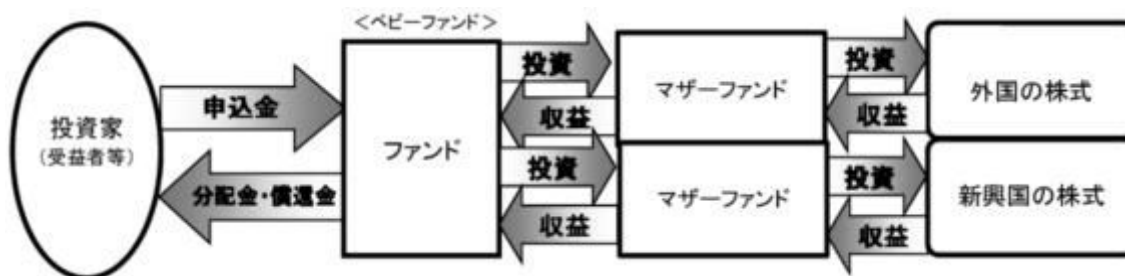 ＜ベビーファンド＞
投資家
（受益者等）
申込金
分配金・償還金
ファンド
投資
収益
投資
収益
マザーファンド
マザーファンド
投資
収益
投資
収益
外国の株式
新興国の株式